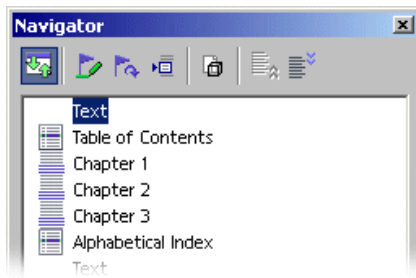 Navigator
Text
Table of Contents
Chapter 1
Chapter 2
Chapter 3
Alphabetical Index
Text